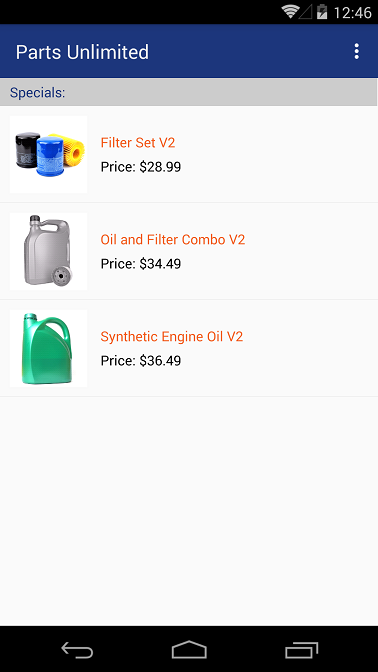 12:46
Parts Unlimited
Specials:
Filter Set V2
Price: $28.99
Oil and Filter Combo V2
Price: $34.49
Synthetic Engine Oil V2
Price: $36.49